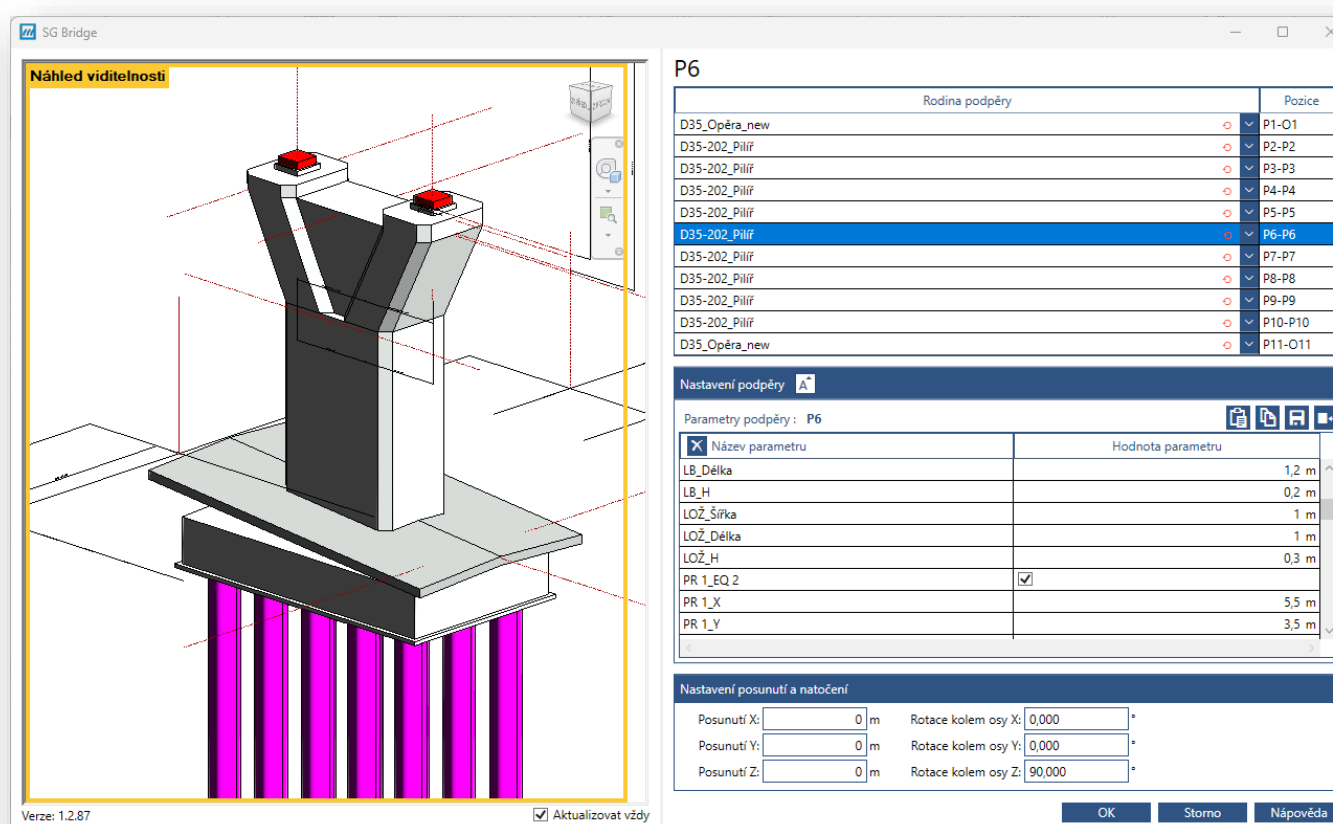 SG Bridge
Náhled viditelnosti
P6
Rodina podpěry Pozice
D35_Opěra_new P1-O1
D35-202_Pilíř P2-P2
D35-202_Pilíř P3-P3
D35-202_Pilíř P4-P4
D35-202_Pilíř P5-P5
D35-202_Pilíř P6-P6
D35-202_Pilíř P7-P7
D35-202_Pilíř P8-P8
D35-202_Pilíř P9-P9
D35-202_Pilíř P10-P10
D35_Opěra_new P11-O11
Nastavení podpěry A
Parametry podpěry : P6
Název parametru Hodnota parametru
LB_Délka 1,2 m
LB_H 0,2 m
LOŽ_Šířka 1 m
LOŽ_Délka 1 m
LOŽ_H 0,3 m
PR 1_EQ 2
PR 1_X 5,5 m
PR 1_Y 3,5 m
Nastavení posunutí a natočení
Posunutí X: 0 m Rotace kolem osy X: 0,000 °
Posunutí Y: 0 m Rotace kolem osy Y: 0,000 °
Posunutí Z: 0 m Rotace kolem osy Z: 90,000 °
Verze: 1.2.87 Aktualizovat vždy
OK Storno Nápověda